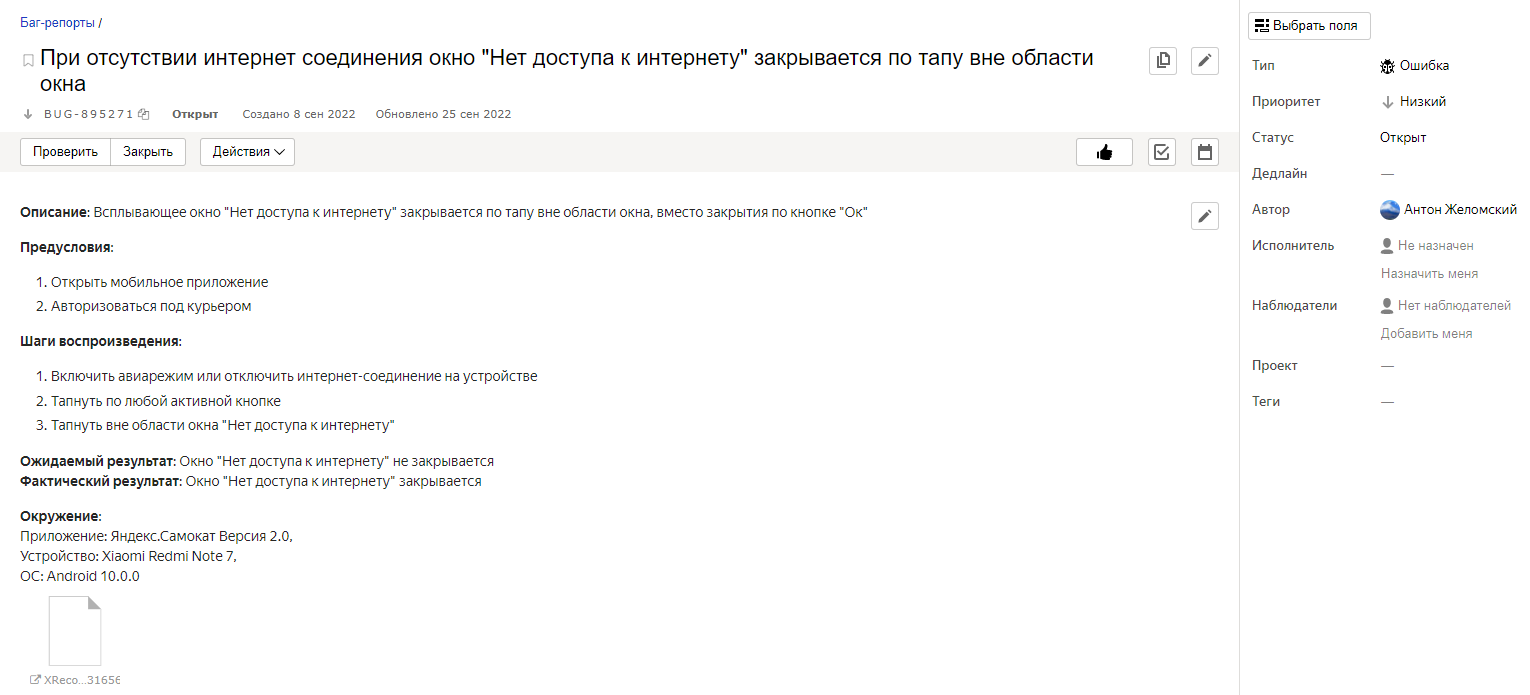 Баг-репорты /
При отсутствии интернет соединения окно "Нет доступа к интернету" закрывается по тапу вне области
окна
BUG-895271 Открыт Создано 8 сен 2022 Обновлено 25 сен 2022
Проверить Закрыть Действия
Описание: Всплывающее окно "Нет доступа к интернету" закрывается по тапу вне области окна, вместо закрытия по кнопке "Ок"
Предусловия:
1. Открыть мобильное приложение
2. Авторизоваться под курьером
Шаги воспроизведения:
1. Включить авиарежим или отключить интернет-соединение на устройстве
2. Тапнуть по любой активной кнопке
3. Тапнуть вне области окна "Нет доступа к интернету"
Ожидаемый результат: Окно "Нет доступа к интернету" не закрывается
Фактический результат: Окно "Нет доступа к интернету" закрывается
Окружение:
Приложение: Яндекс.Самокат Версия 2.0,
Устройство: Xiaomi Redmi Note 7,
ОС: Android 10.0.0
XReco...31656
Выбрать поля
Тип Ошибка
Приоритет Низкий
Статус Открыт
Дедлайн —
Автор Антон Желомский
Исполнитель Не назначен
Назначить меня
Наблюдатели Нет наблюдателей
Добавить меня
Проект —
Теги —